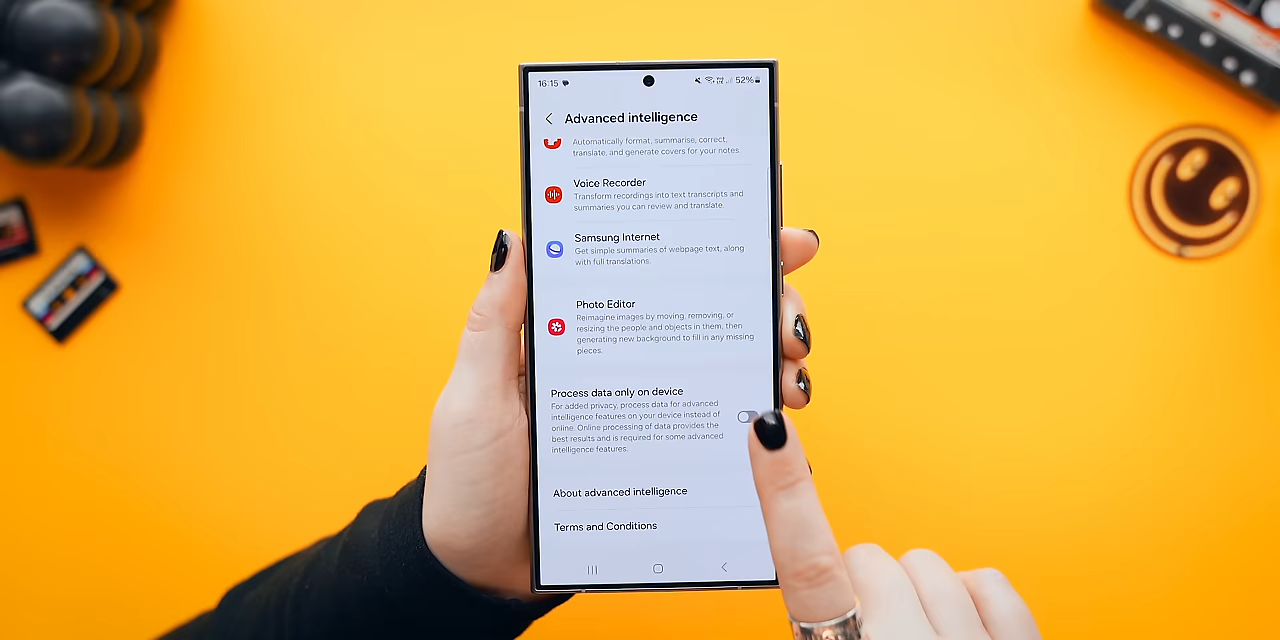 16:15
52%
Advanced intelligence
Automatically format, summarise, correct,
translate, and generate covers for your notes.
Voice Recorder
Transform recordings into text transcripts and
summaries you can review and translate.
Samsung Internet
Get simple summaries of webpage text, along
with full translations.
Photo Editor
Reimagine images by moving, removing, or
resizing the people and objects in them, then
generating new background to fill in any missing
pieces.
Process data only on device
For added privacy, process data for advanced
intelligence features on your device instead of
online. Online processing of data provides the
best results and is required for some advanced
intelligence features.
About advanced intelligence
Terms and Conditions